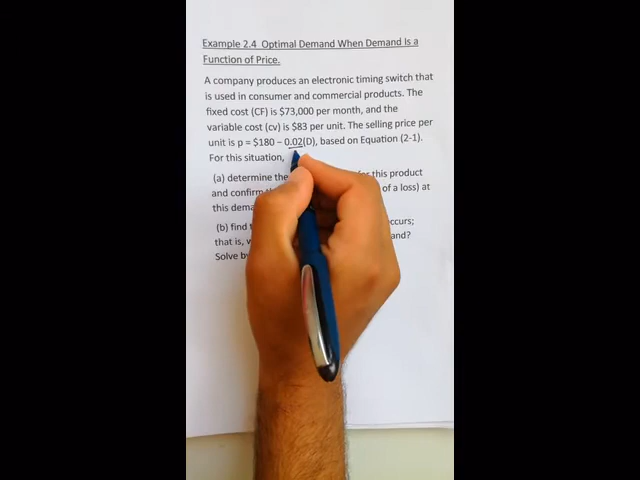 Example 2.4 Optimal Demand When Demand Is a
Function of Price.
A company produces an electronic timing switch that
is used in consumer and commercial products. The
fixed cost (CF) is $73,000 per month, and the
variable cost (cv) is $83 per unit. The selling price per
unit is p = $180 – 0.02(D), based on Equation (2-1).
For this situation,
(a) determine the for this product
and confirm of a loss) at
this
(b) find occurs;
that is,
Solve